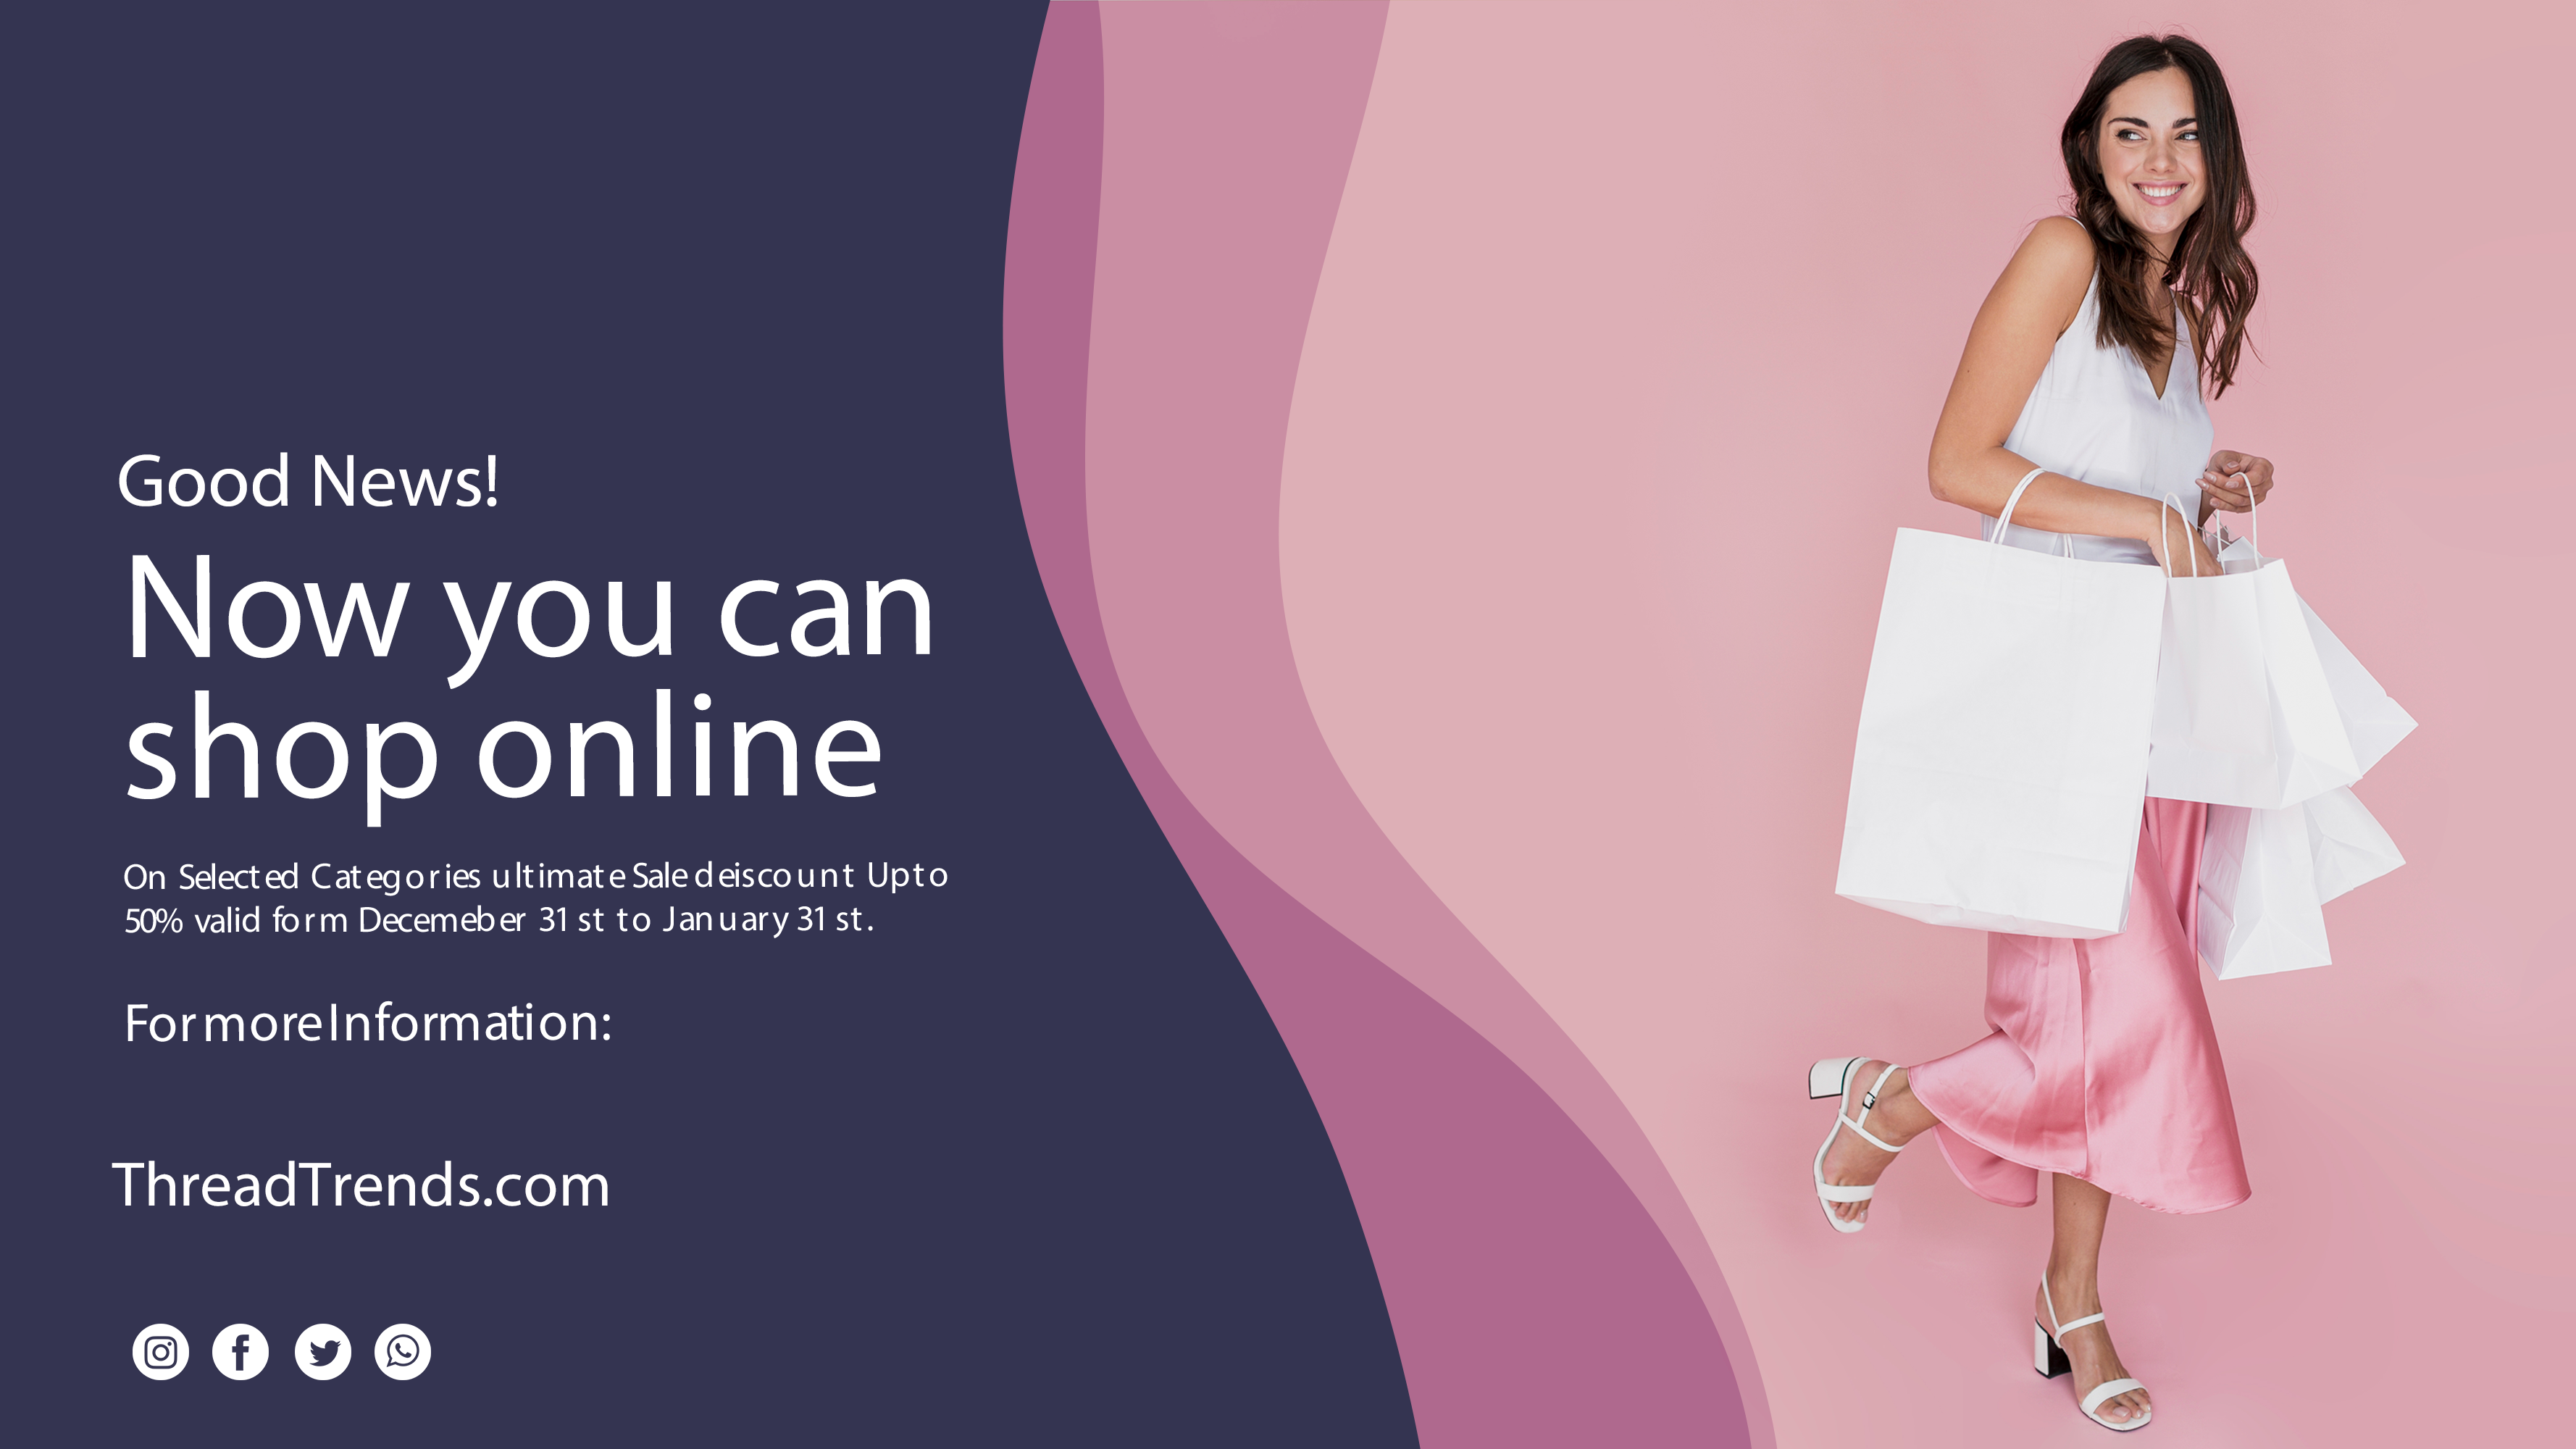 Good News!
Now you can
shop online
On Selected Categories ultimate Sale deiscount Upto
50% valid form Decemeber 31 st to January 31 st.
For more Information:
ThreadTrends.com